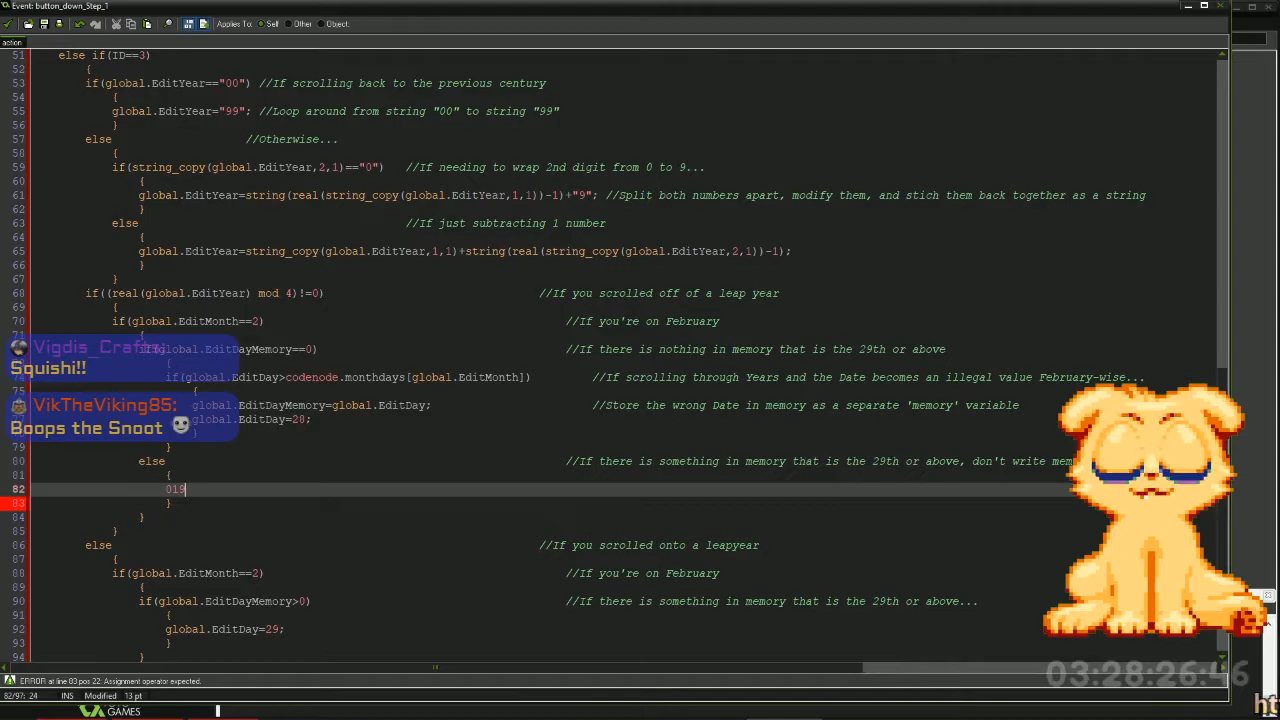 Event: button_down_Step_1
Applies To: Self Other Object:
action
51 else if(ID==3)
52 {
53 if(global.EditYear=="00") //If scrolling back to the previous century
54 {
55 global.EditYear="99"; //Loop around from string "00" to string "99"
56 }
57 else //Otherwise...
58 {
59 if(string_copy(global.EditYear,2,1)=="0") //If needing to wrap 2nd digit from 0 to 9...
60 {
61 global.EditYear=string(real(string_copy(global.EditYear,1,1))-1)+"9"; //Split both numbers apart, modify them, and stich them back together as a string
62 }
63 else //If just subtracting 1 number
64 {
65 global.EditYear=string_copy(global.EditYear,1,1)+string(real(string_copy(global.EditYear,2,1))-1);
66 }
67 }
68 if((real(global.EditYear) mod 4)!=0) //If you scrolled off of a leap year
69 {
70 if(global.EditMonth==2) //If you're on February
71 {
global.EditDayMemory==0) //If there is nothing in memory that is the 29th or above
{
if(global.EditDay>codenode.monthdays[global.EditMonth]) //If scrolling through Years and the Date becomes an illegal value February-wise...
{
global.EditDayMemory=global.EditDay; //Store the wrong Date in memory as a separate 'memory' variable
global.EditDay=28;
}
79 }
80 else //If there is something in memory that is the 29th or above, don't write
81 {
82 019
83 }
84 }
85 }
86 else //If you scrolled onto a leapyear
87 {
88 if(global.EditMonth==2) //If you're on February
89 {
90 if(global.EditDayMemory>0) //If there is something in memory that is the 29th or above...
91 {
92 global.EditDay=29;
93 }
94 }
Vigdis_Crafts:
Squishi!!
VikTheViking85:
Boops the Snoot
03:28:26:46
ERROR at line 83 pos 22: Assignment operator expected.
82/97: 24 INS Modified 13 pt
GAMES
ht